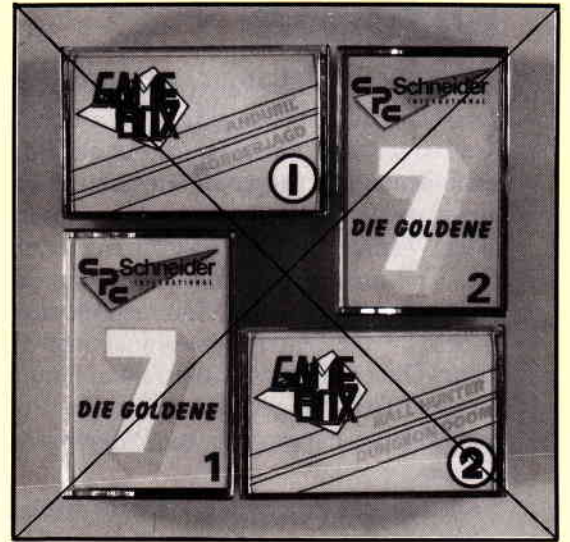 GAME
BOX
ANDURIL
MÖRDERJAGD
1
CPC Schneider
INTERNATIONAL
7
DIE GOLDENE
2
CPC Schneider
INTERNATIONAL
7
DIE GOLDENE
1
GAME
BOX
BALL HUNTER
DUNGEON DOOM
2